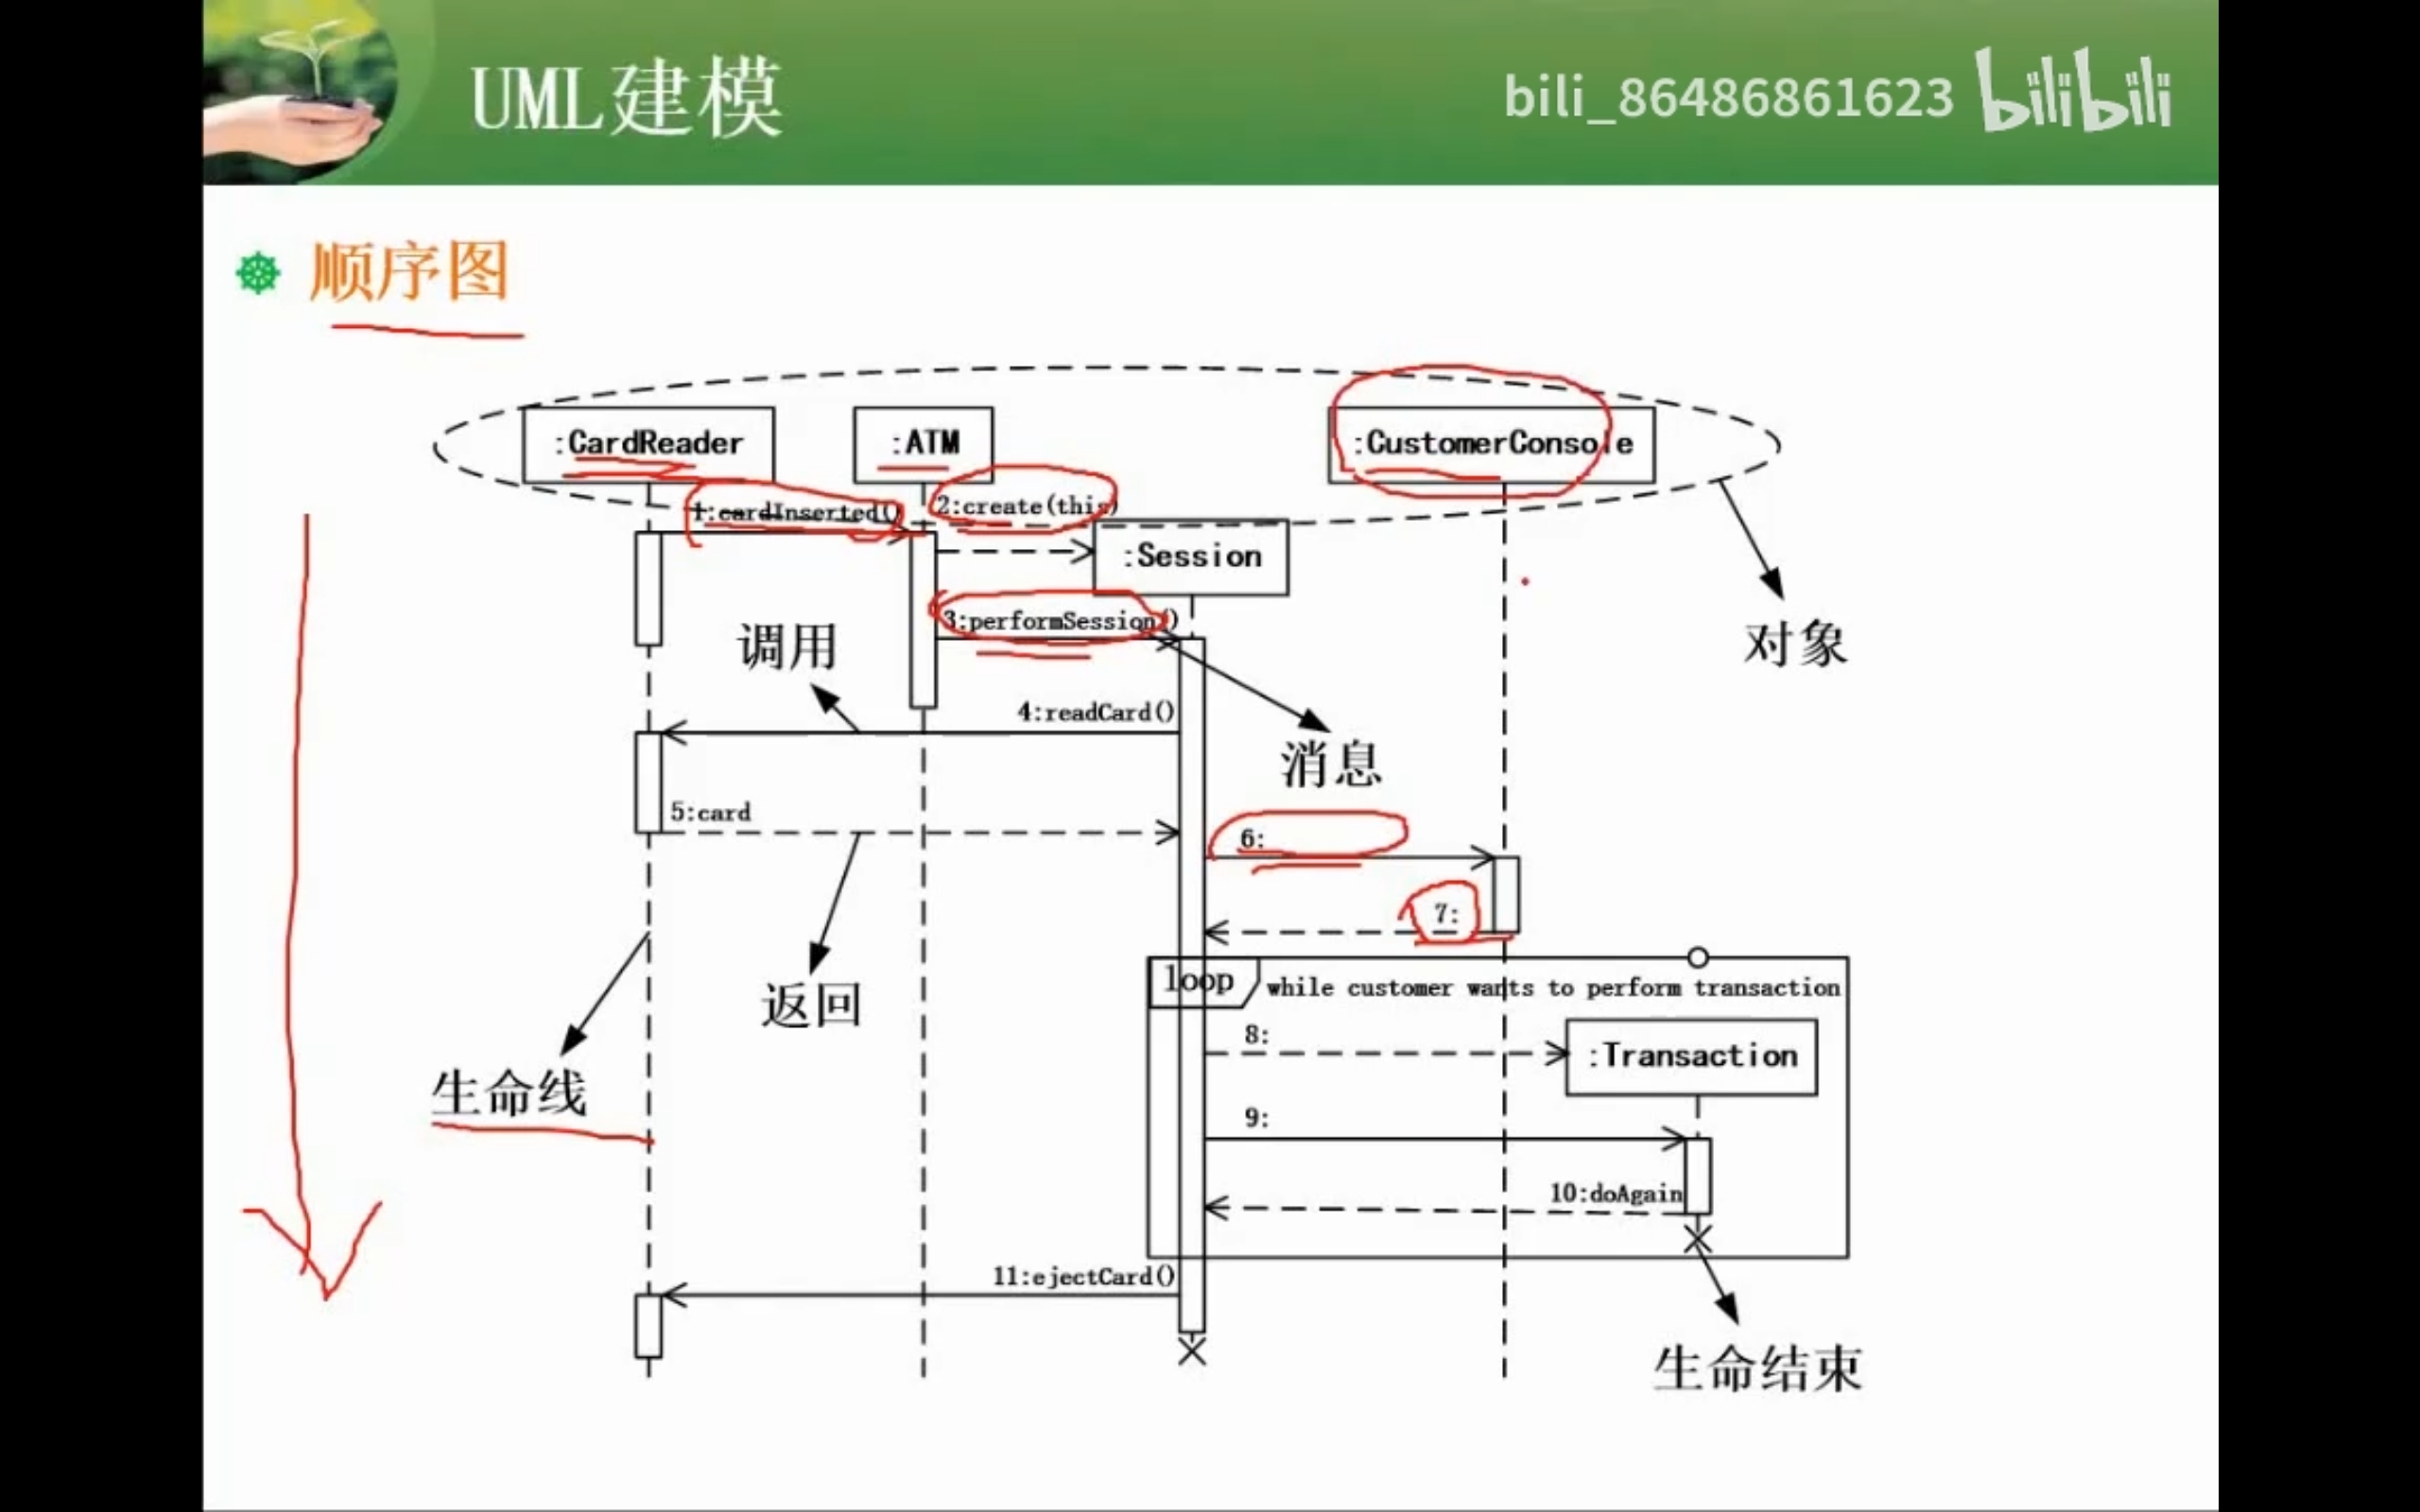 UML建模
bili_86486861623 bilibili
顺序图
:CardReader
:ATM
:CustomerConsole
1:cardInserted()
2:create(this)
:Session
3:performSession()
调用
对象
4:readCard()
消息
5:card
6:
7:
返回
loop
while customer wants to perform transaction
8:
:Transaction
生命线
9:
10:doAgain
11:ejectCard()
生命结束